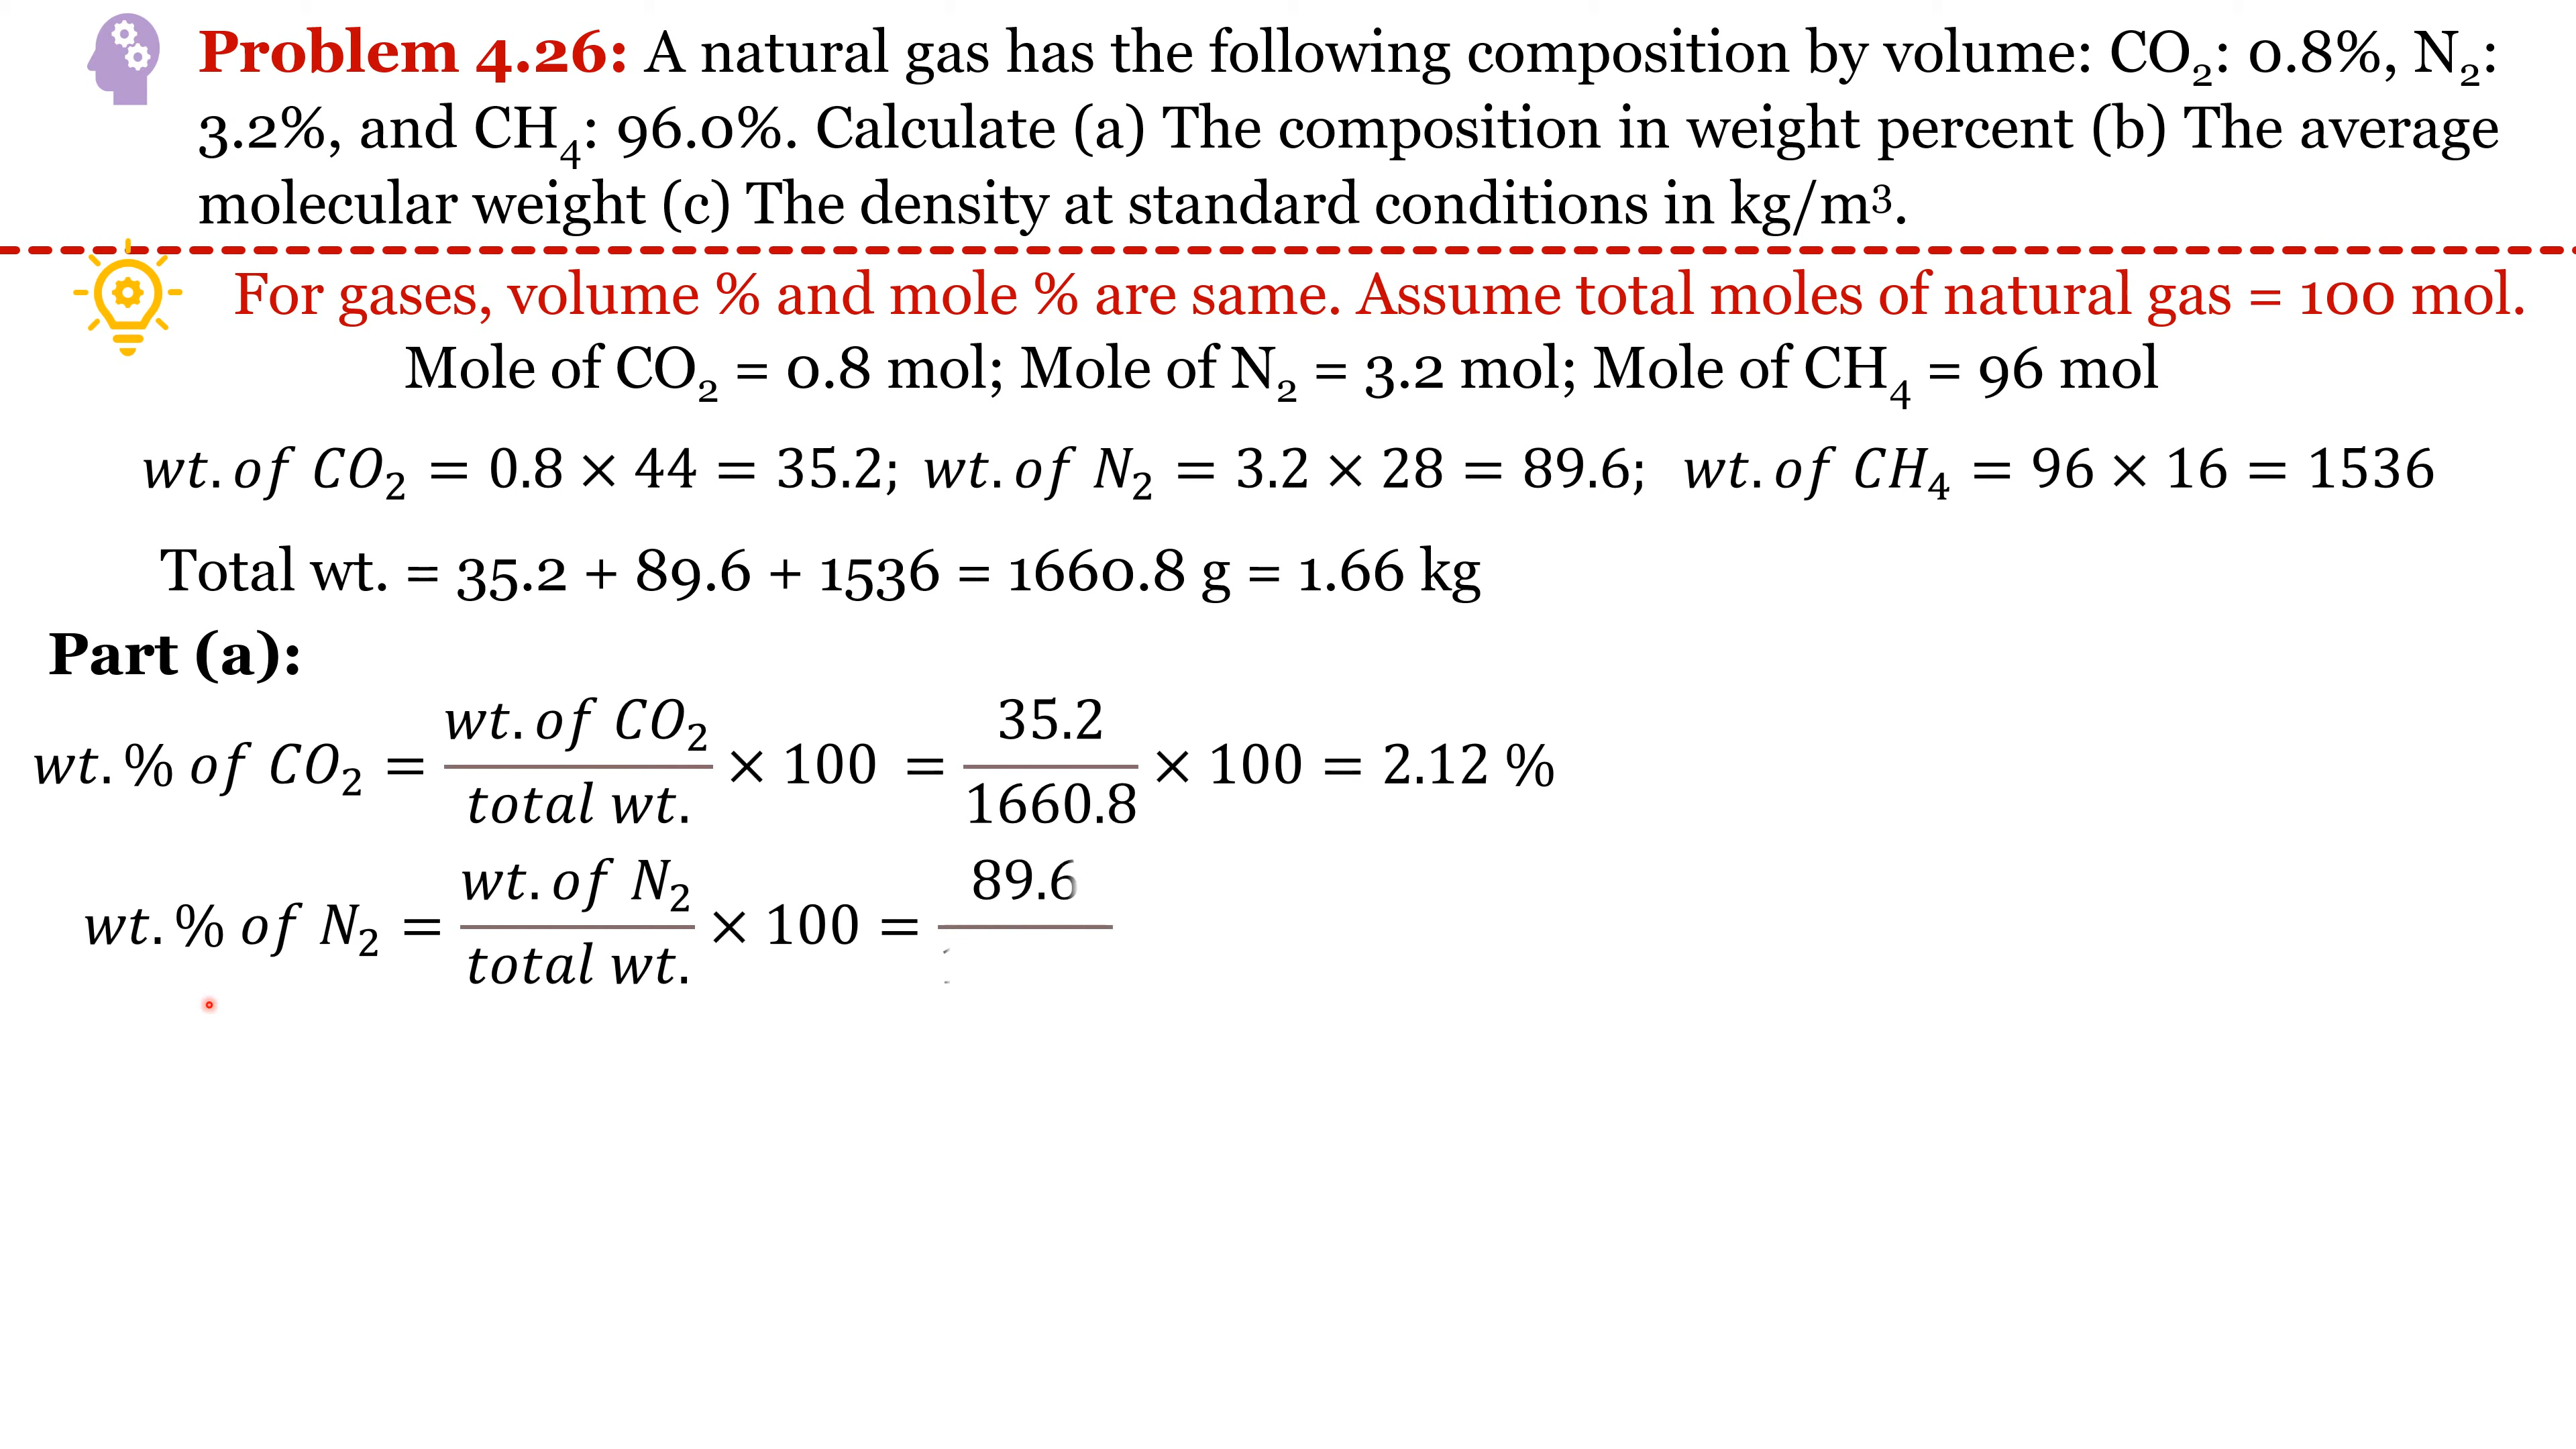 Problem 4.26: A natural gas has the following composition by volume: CO₂: 0.8%, N₂:
3.2%, and CH₄: 96.0%. Calculate (a) The composition in weight percent (b) The average
molecular weight (c) The density at standard conditions in kg/m³.
For gases, volume % and mole % are same. Assume total moles of natural gas = 100 mol.
Mole of CO₂ = 0.8 mol; Mole of N₂ = 3.2 mol; Mole of CH₄ = 96 mol
wt. of CO₂ = 0.8 × 44 = 35.2; wt. of N₂ = 3.2 × 28 = 89.6; wt. of CH₄ = 96 × 16 = 1536
Total wt. = 35.2 + 89.6 + 1536 = 1660.8 g = 1.66 kg
Part (a):
wt. % of CO₂ = wt. of CO₂ / total wt. × 100 = 35.2 / 1660.8 × 100 = 2.12 %
wt. % of N₂ = wt. of N₂ / total wt. × 100 = 89.6